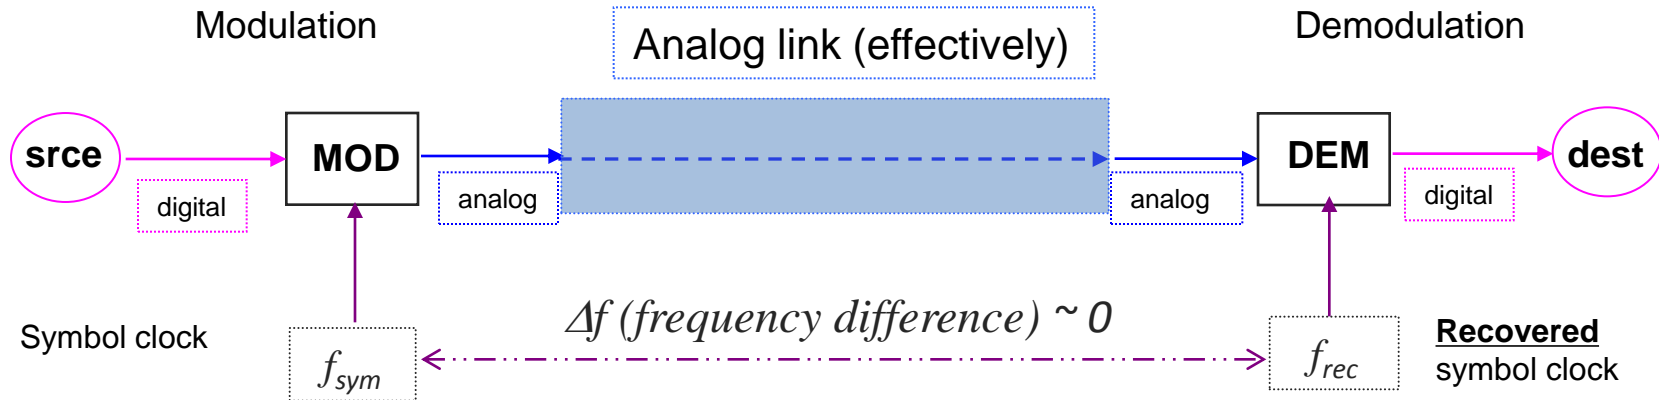 Modulation
Analog link (effectively)
Demodulation
srce
MOD
DEM
dest
digital
analog
analog
digital
Δf (frequency difference) ~ 0
Symbol clock
fsym
frec
Recovered
symbol clock